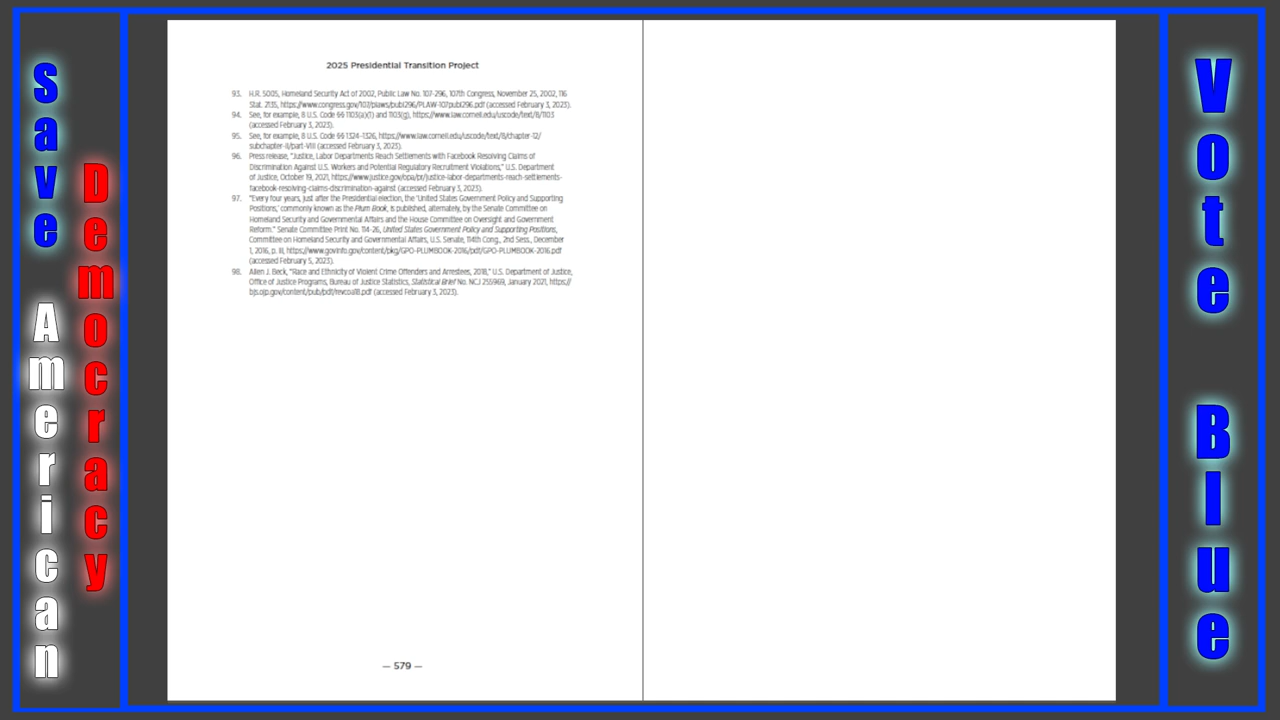 Save
American
Democracy
2025 Presidential Transition Project
93. H.R. 5005, Homeland Security Act of 2002, Public Law No. 107-296, 107th Congress, November 25, 2002, 116
Stat. 2135, https://www.congress.gov/107/plaws/publ296/PLAW-107publ296.pdf (accessed February 3, 2023).
94. See, for example, 8 U.S. Code §§ 1103(a)(1) and 1103(g), https://www.law.cornell.edu/uscode/text/8/1103
(accessed February 3, 2023).
95. See, for example, 8 U.S. Code §§ 1324–1326, https://www.law.cornell.edu/uscode/text/8/chapter-12/
subchapter-II/part-VIII (accessed February 3, 2023).
96. Press release, "Justice, Labor Departments Reach Settlements with Facebook Resolving Claims of
Discrimination Against U.S. Workers and Potential Regulatory Recruitment Violations," U.S. Department
of Justice, October 19, 2021, https://www.justice.gov/opa/pr/justice-labor-departments-reach-settlements-
facebook-resolving-claims-discrimination-against (accessed February 3, 2023).
97. "Every four years, just after the Presidential election, the 'United States Government Policy and Supporting
Positions,' commonly known as the Plum Book, is published, alternately, by the Senate Committee on
Homeland Security and Governmental Affairs and the House Committee on Oversight and Government
Reform." Senate Committee Print No. 114-26, United States Government Policy and Supporting Positions,
Committee on Homeland Security and Governmental Affairs, U.S. Senate, 114th Cong., 2nd Sess., December
1, 2016, p. III, https://www.govinfo.gov/content/pkg/GPO-PLUMBOOK-2016/pdf/GPO-PLUMBOOK-2016.pdf
(accessed February 5, 2023).
98. Allen J. Beck, "Race and Ethnicity of Violent Crime Offenders and Arrestees, 2018," U.S. Department of Justice,
Office of Justice Programs, Bureau of Justice Statistics, Statistical Brief No. NCJ 255969, January 2021, https://
bjs.ojp.gov/content/pub/pdf/revcoa18.pdf (accessed February 3, 2023).
— 579 —
Vote
Blue